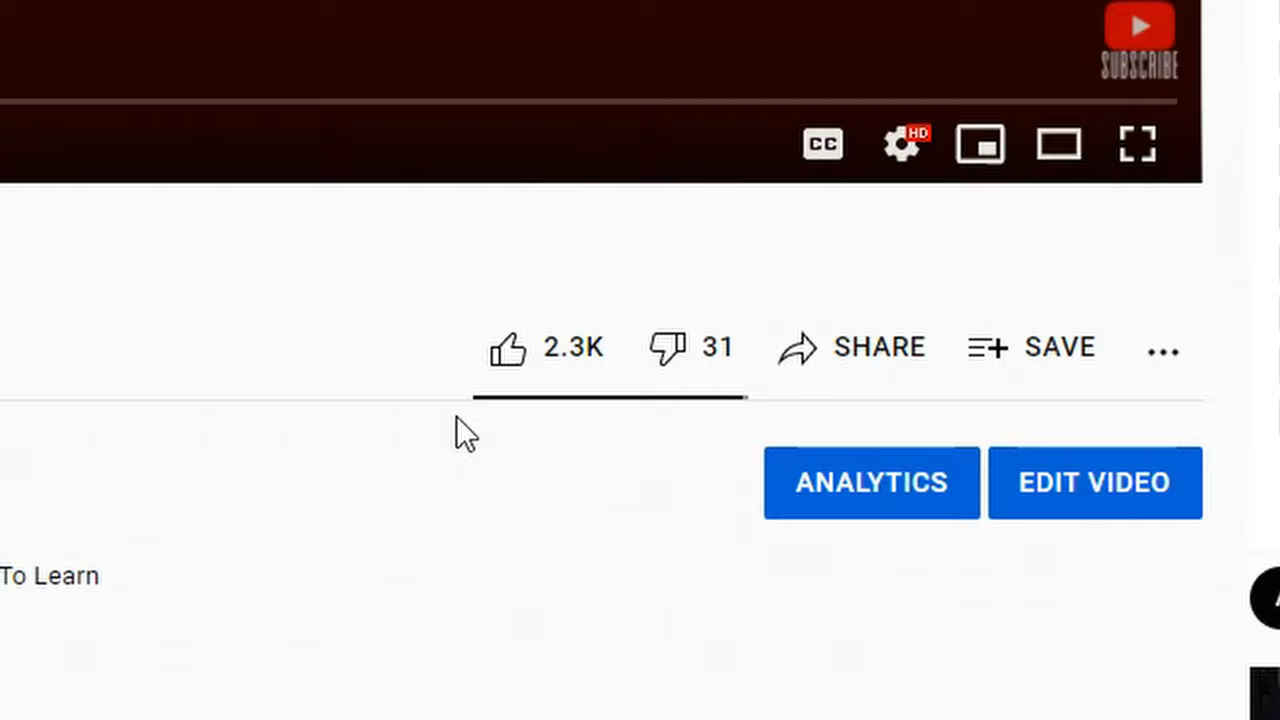 SUBSCRIBE
CC HD
2.3K 31 SHARE SAVE
ANALYTICS EDIT VIDEO
To Learn